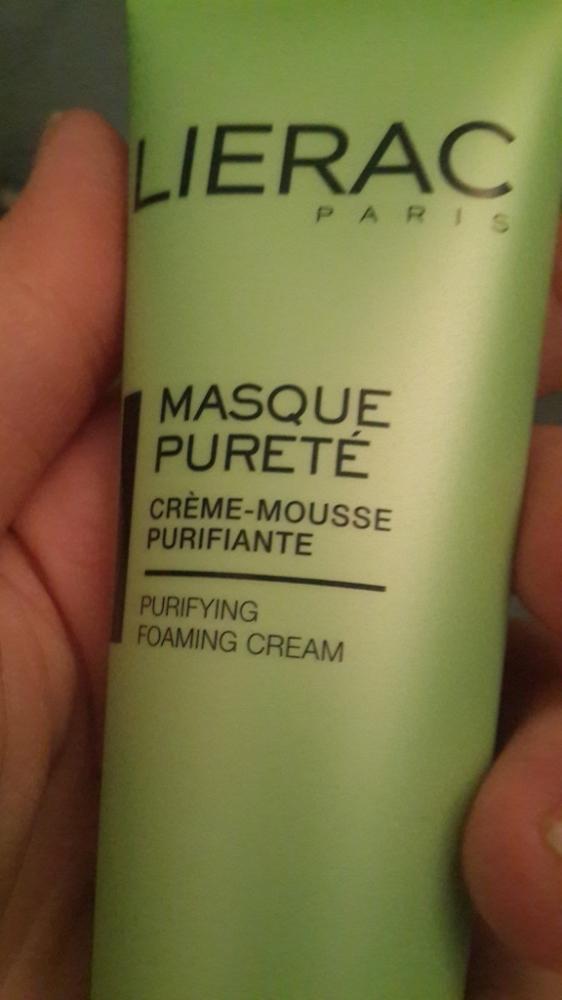 LIERAC
PARIS
MASQUE
PURETÉ
CRÈME-MOUSSE
PURIFIANTE
PURIFYING
FOAMING CREAM